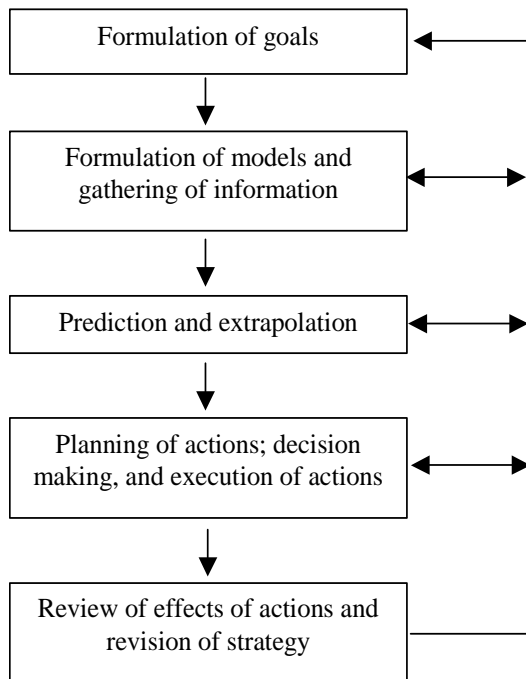 Formulation of goals
Formulation of models and
gathering of information
Prediction and extrapolation
Planning of actions; decision
making, and execution of actions
Review of effects of actions and
revision of strategy